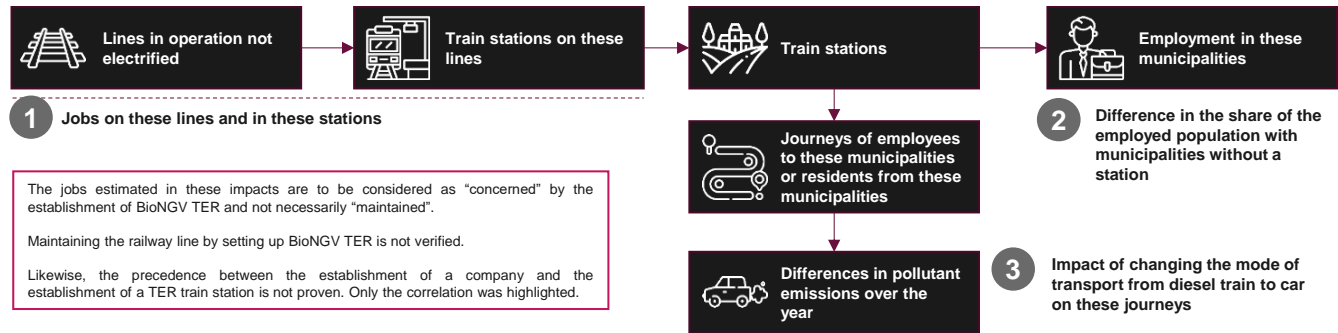 Lines in operation not
electrified
Train stations on these
lines
Train stations
Employment in these
municipalities
1
Jobs on these lines and in these stations
2
Difference in the share of the
employed population with
municipalities without a
station
Journeys of employees
to these municipalities
or residents from these
municipalities
The jobs estimated in these impacts are to be considered as “concerned” by the
establishment of BioNGV TER and not necessarily “maintained”.
Maintaining the railway line by setting up BioNGV TER is not verified.
Likewise, the precedence between the establishment of a company and the
establishment of a TER train station is not proven. Only the correlation was highlighted.
Differences in pollutant
emissions over the
year
3
Impact of changing the mode of
transport from diesel train to car
on these journeys